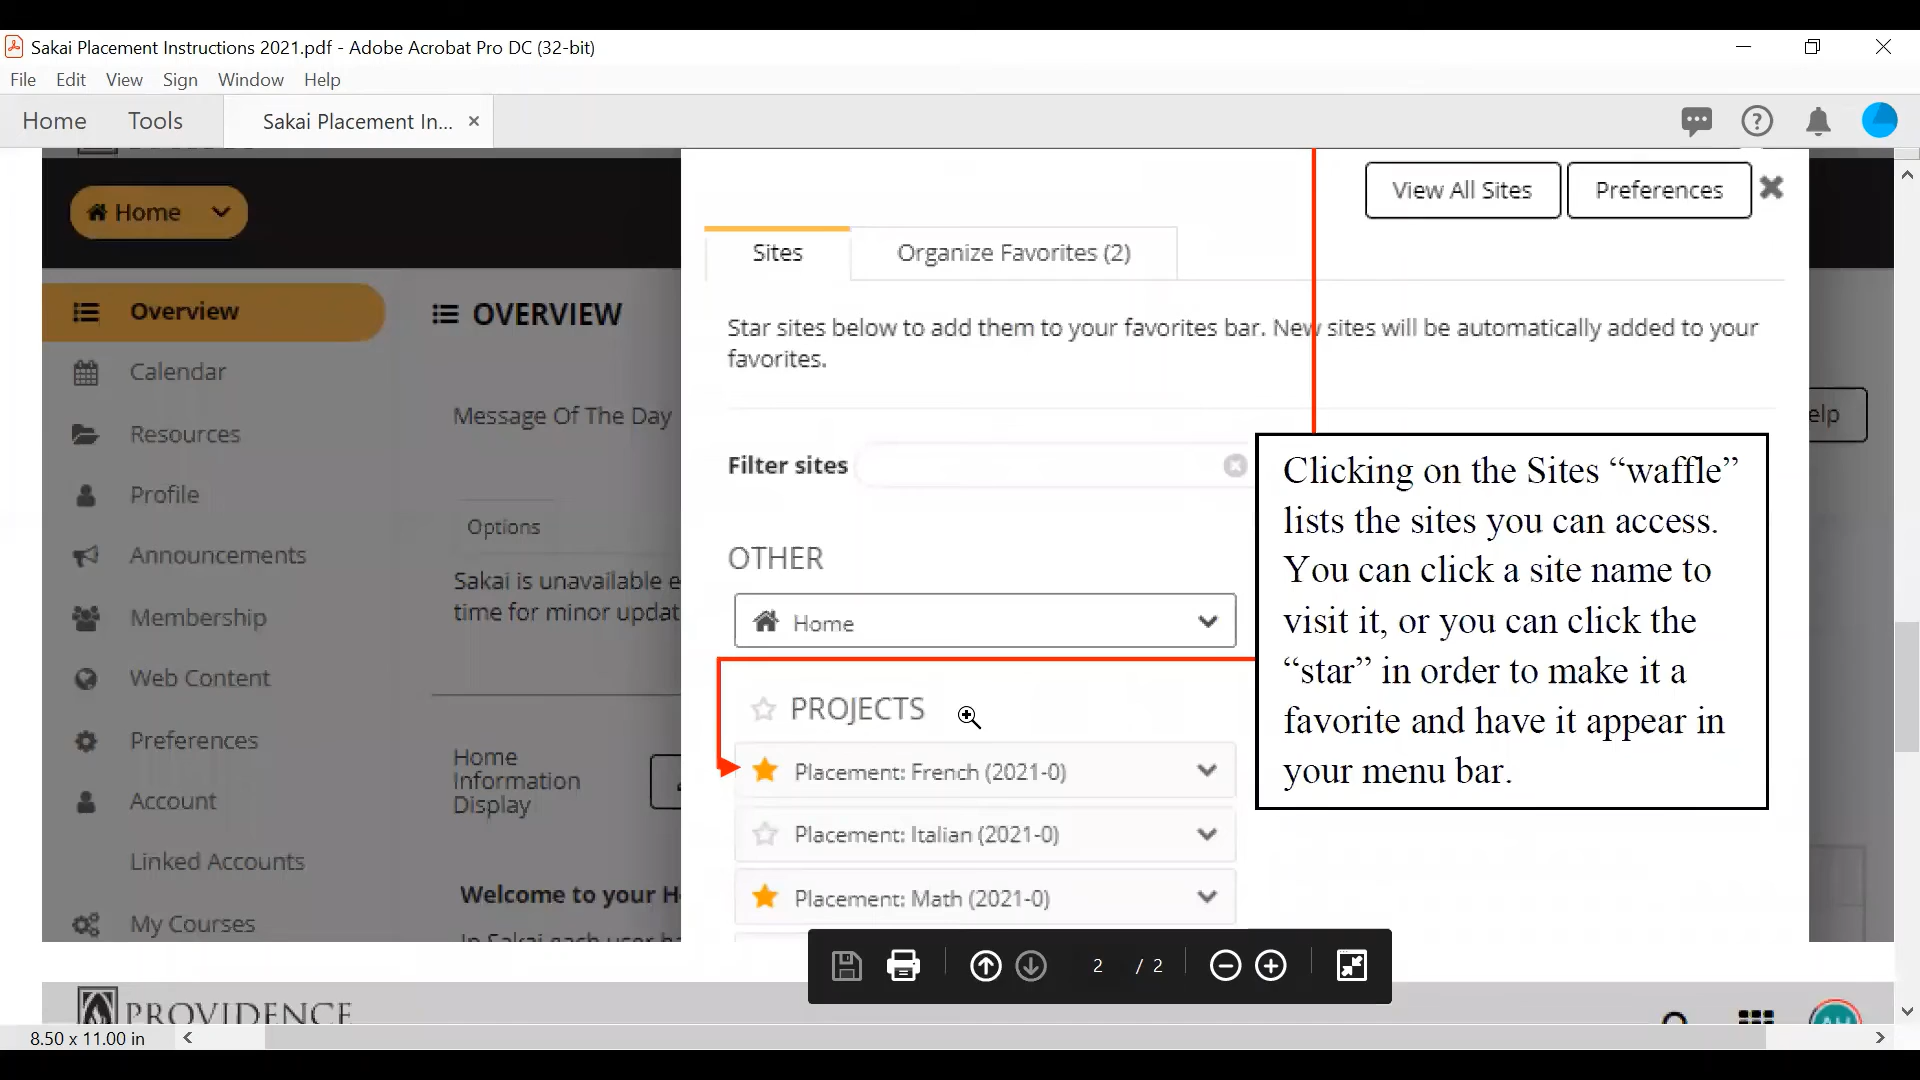 Sakai Placement Instructions 2021.pdf - Adobe Acrobat Pro DC (32-bit)
File Edit View Sign Window Help
Home Tools Sakai Placement In... ×
View All Sites Preferences
Home
Sites Organize Favorites (2)
Overview
Calendar
Resources
Profile
Announcements
Membership
Web Content
Preferences
Account
Linked Accounts
My Courses
OVERVIEW
Message Of The Day
Options
Sakai is unavailable e
time for minor updat
Home
Information
Display
Welcome to your H
Star sites below to add them to your favorites bar. New sites will be automatically added to your
favorites.
elp
Filter sites
OTHER
Home
PROJECTS
Placement: French (2021-0)
Placement: Italian (2021-0)
Placement: Math (2021-0)
Clicking on the Sites “waffle”
lists the sites you can access.
You can click a site name to
visit it, or you can click the
“star” in order to make it a
favorite and have it appear in
your menu bar.
2 / 2
PROVIDENCE
8.50 x 11.00 in